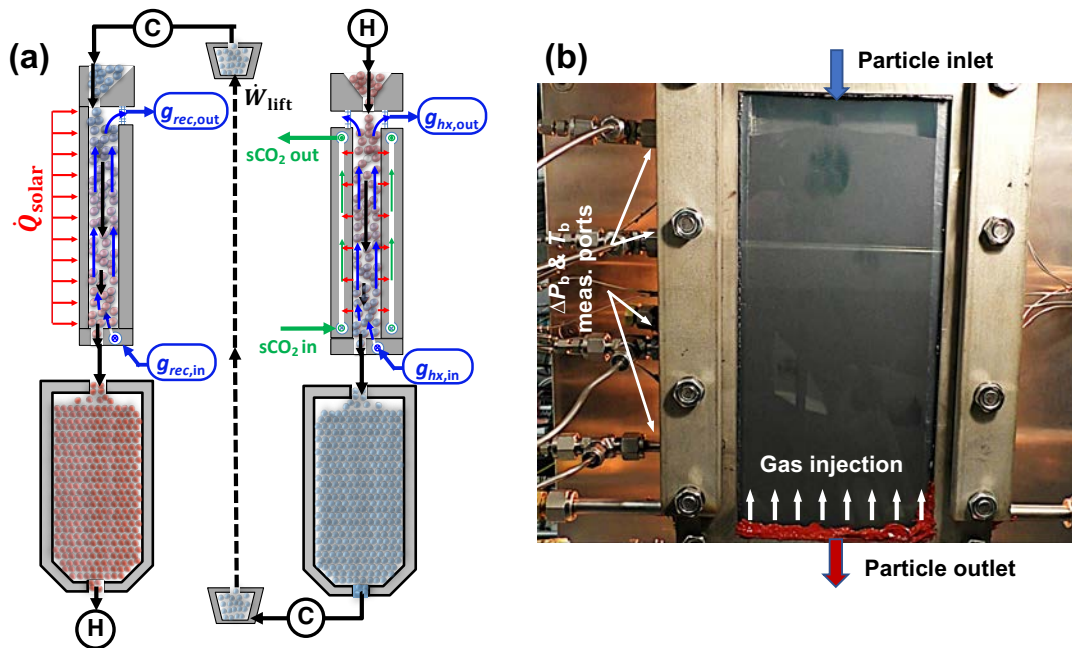 (a)
C
H
Ẇlift
grec,out
ghx,out
sCO2 out
Q̇solar
sCO2 in
grec,in
ghx,in
H
C
(b)
Particle inlet
ΔPb & Tb
meas. ports
Gas injection
Particle outlet